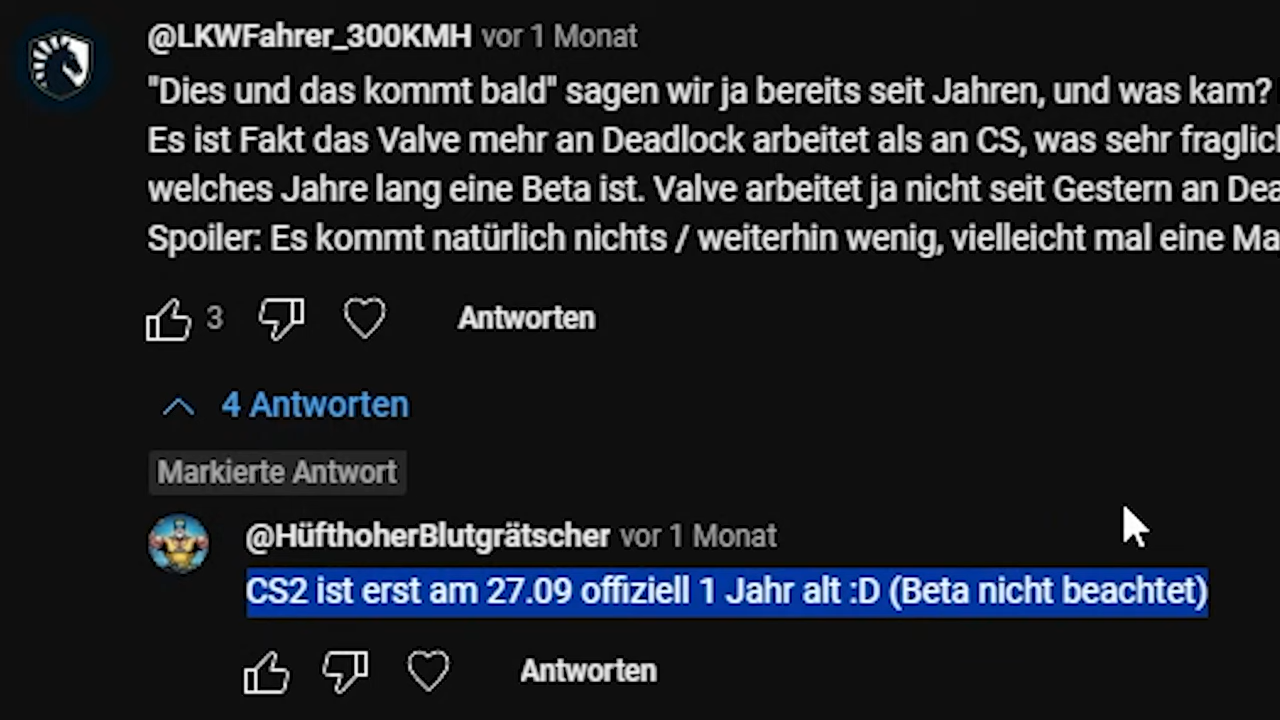 @LKWFahrer_300KMH vor 1 Monat
"Dies und das kommt bald" sagen wir ja bereits seit Jahren, und was kam?
Es ist Fakt das Valve mehr an Deadlock arbeitet als an CS, was sehr
welches Jahre lang eine Beta ist. Valve arbeitet ja nicht seit Gestern an
Spoiler: Es kommt natürlich nichts / weiterhin wenig, vielleicht mal eine
3 Antworten
4 Antworten
Markierte Antwort
@HüfthoherBlutgrätscher vor 1 Monat
CS2 ist erst am 27.09 offiziell 1 Jahr alt :D (Beta nicht beachtet)
Antworten